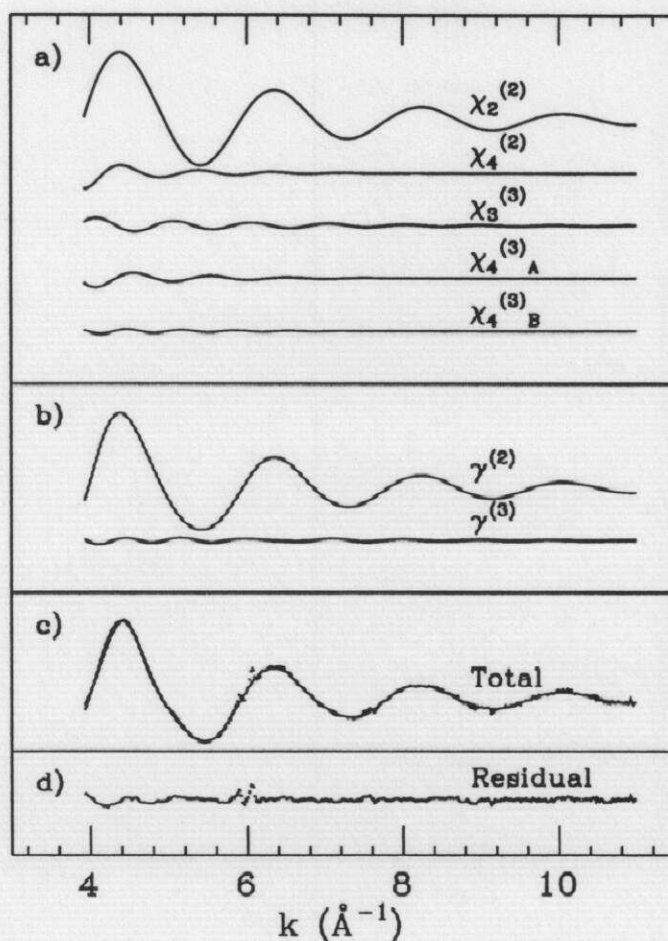 a)
χ₂⁽²⁾
χ₄⁽²⁾
χ₃⁽³⁾
χ₄⁽³⁾A
χ₄⁽³⁾B
b)
γ⁽²⁾
γ⁽³⁾
c)
Total
d)
Residual
4 6 8 10
k (Å⁻¹)